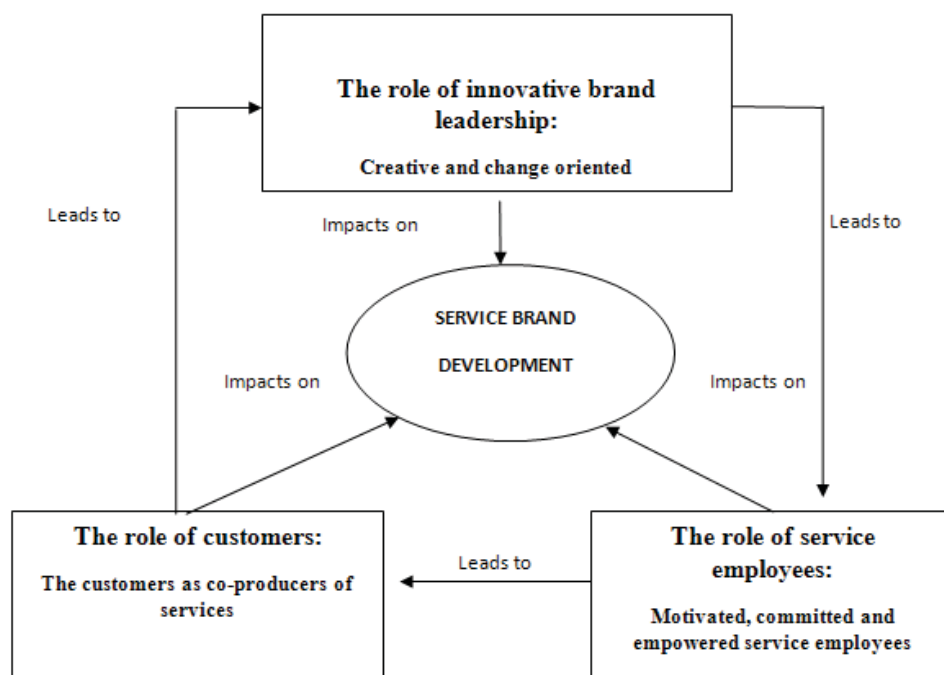 The role of innovative brand
leadership:
Creative and change oriented
Leads to
Impacts on
Leads to
SERVICE BRAND
DEVELOPMENT
Impacts on
Impacts on
The role of customers:
The customers as co-producers of
services
Leads to
The role of service
employees:
Motivated, committed and
empowered service employees